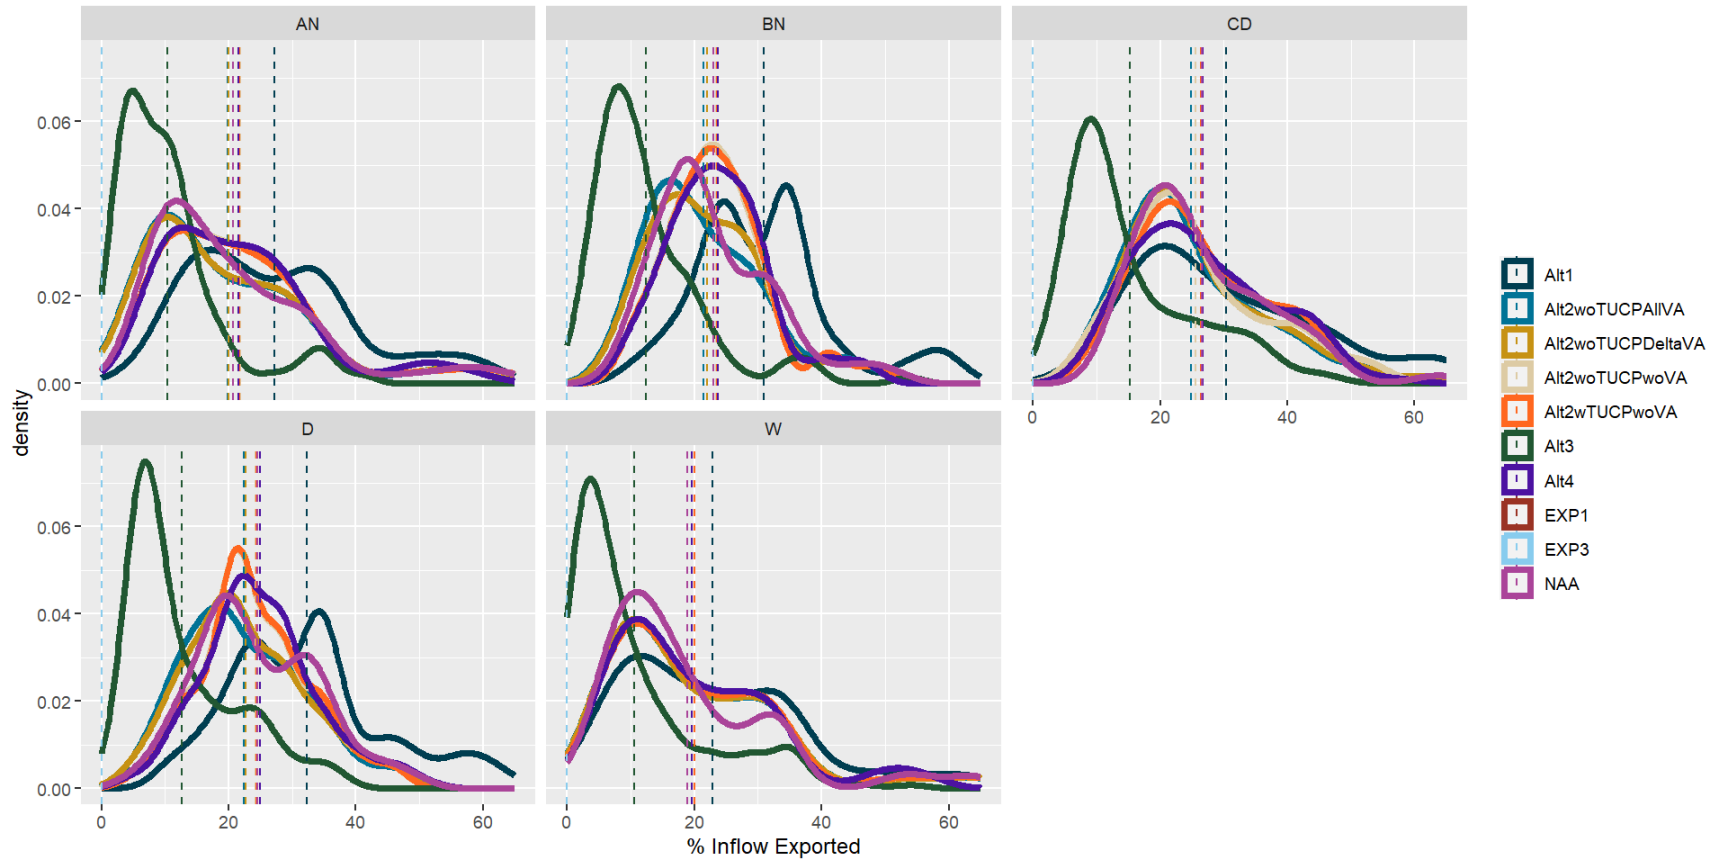 AN
BN
CD
0.06
0.04
0.02
0.00
0
20
40
60
D
W
0.06
0.04
0.02
0.00
0
20
40
60
0
20
40
60
density
% Inflow Exported
Alt1
Alt2woTUCPAllVA
Alt2woTUCPDeltaVA
Alt2woTUCPwoVA
Alt2wTUCPwoVA
Alt3
Alt4
EXP1
EXP3
NAA